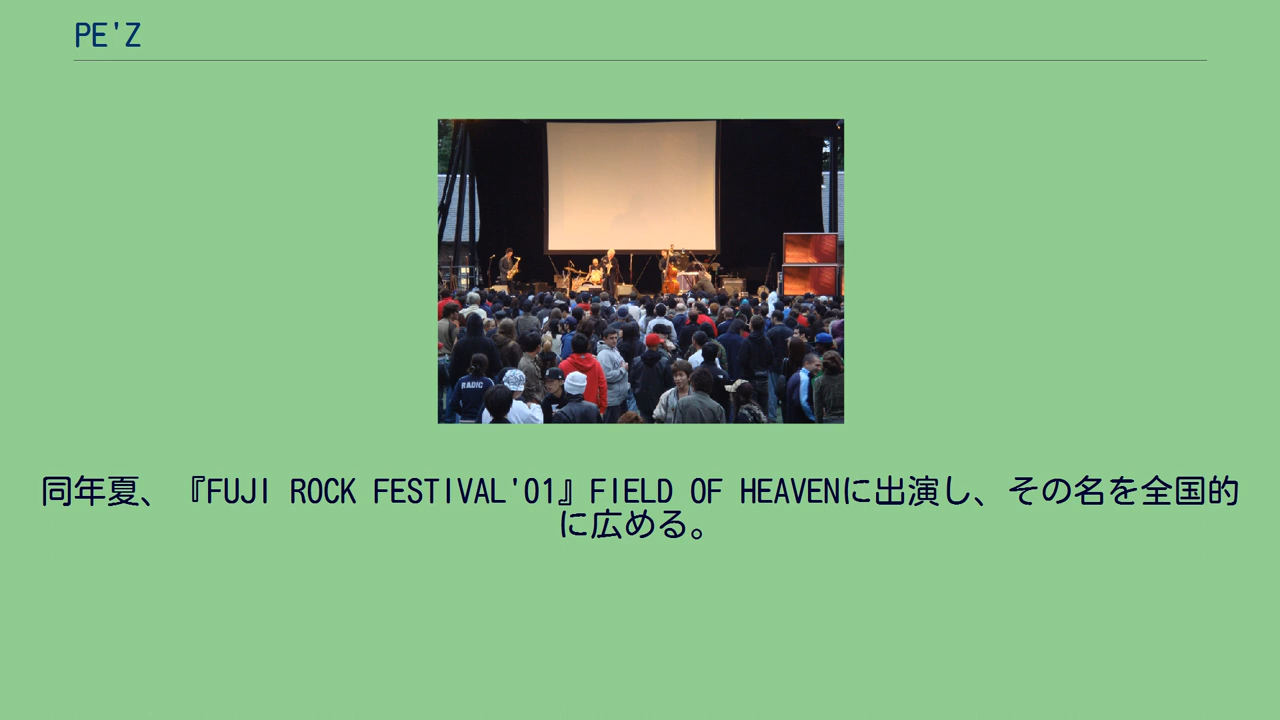 PE'Z
RADIC
同年夏、『FUJI ROCK FESTIVAL'01』FIELD OF HEAVENに出演し、その名を全国的
に広める。